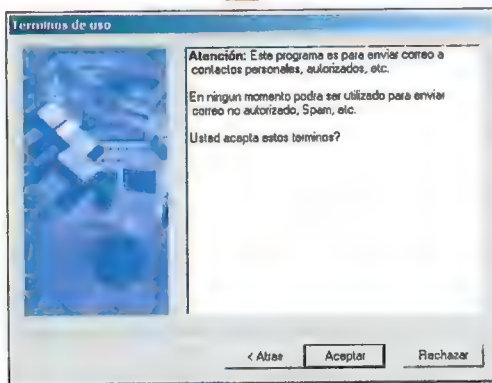 Terminos de uso
Atención: Este programa es para enviar correo a
contactos personales, autorizados, etc.
En ningun momento podra ser utilizado para enviar
correo no autorizado, Spam, etc.
Usted acepta estos terminos?
< Atras
Aceptar
Rechazar